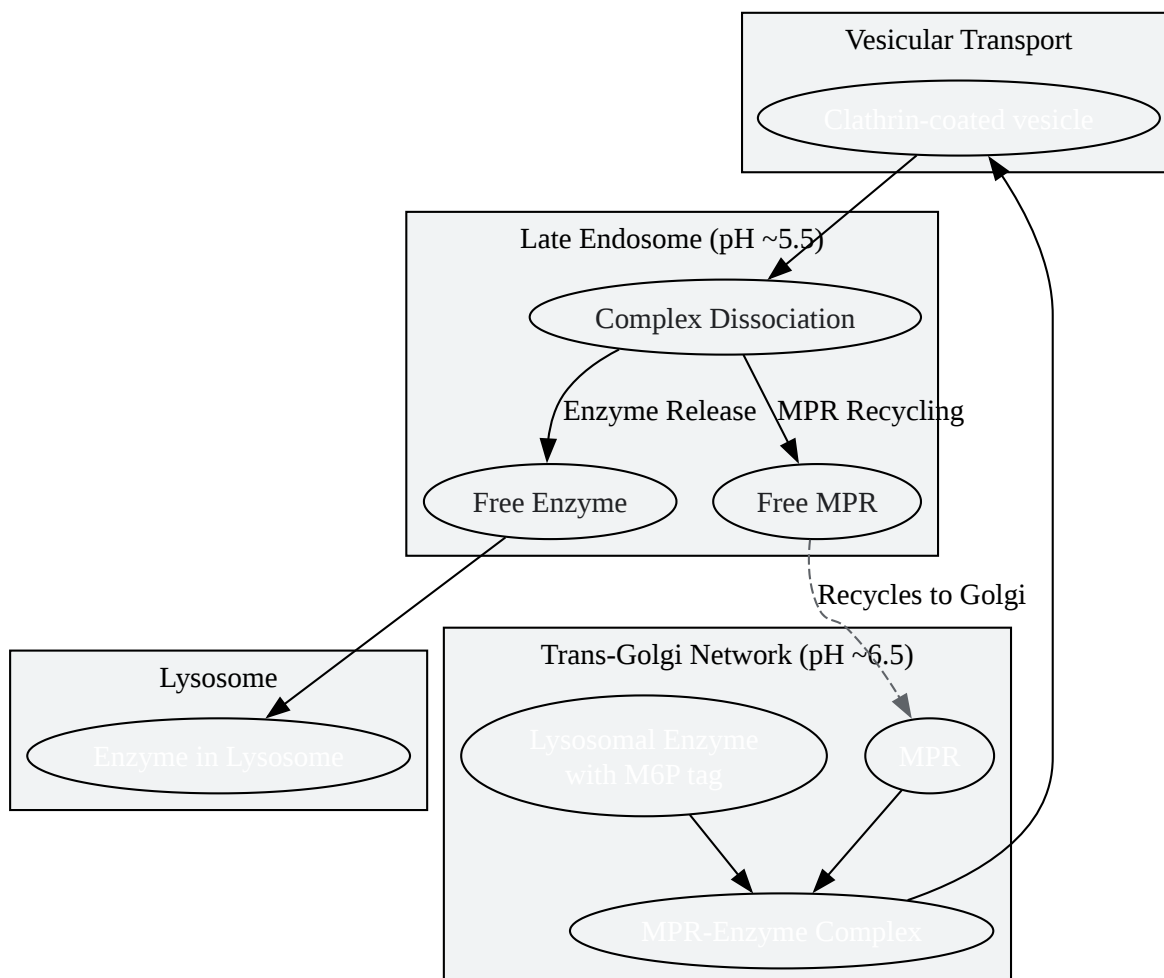 Vesicular Transport
Clathrin-coated vesicle
Late Endosome (pH ~5.5)
Complex Dissociation
Enzyme Release
MPR Recycling
Free Enzyme
Free MPR
Recycles to Golgi
Trans-Golgi Network (pH ~6.5)
Lysosome
Lysosomal Enzyme
with M6P tag
MPR
Enzyme in Lysosome
MPR-Enzyme Complex